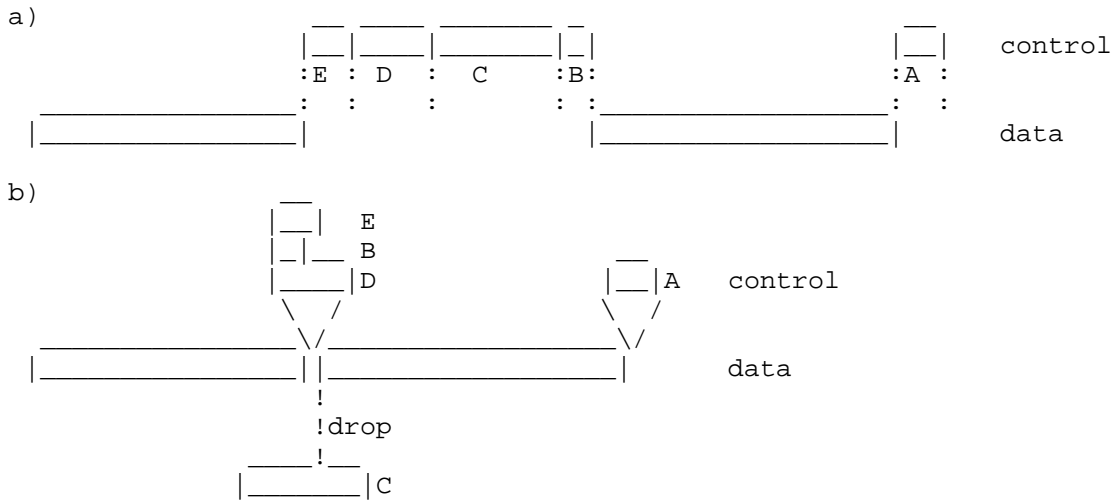 a)
control
E D C B A
data
b)
E
B
D A control
data
drop
C